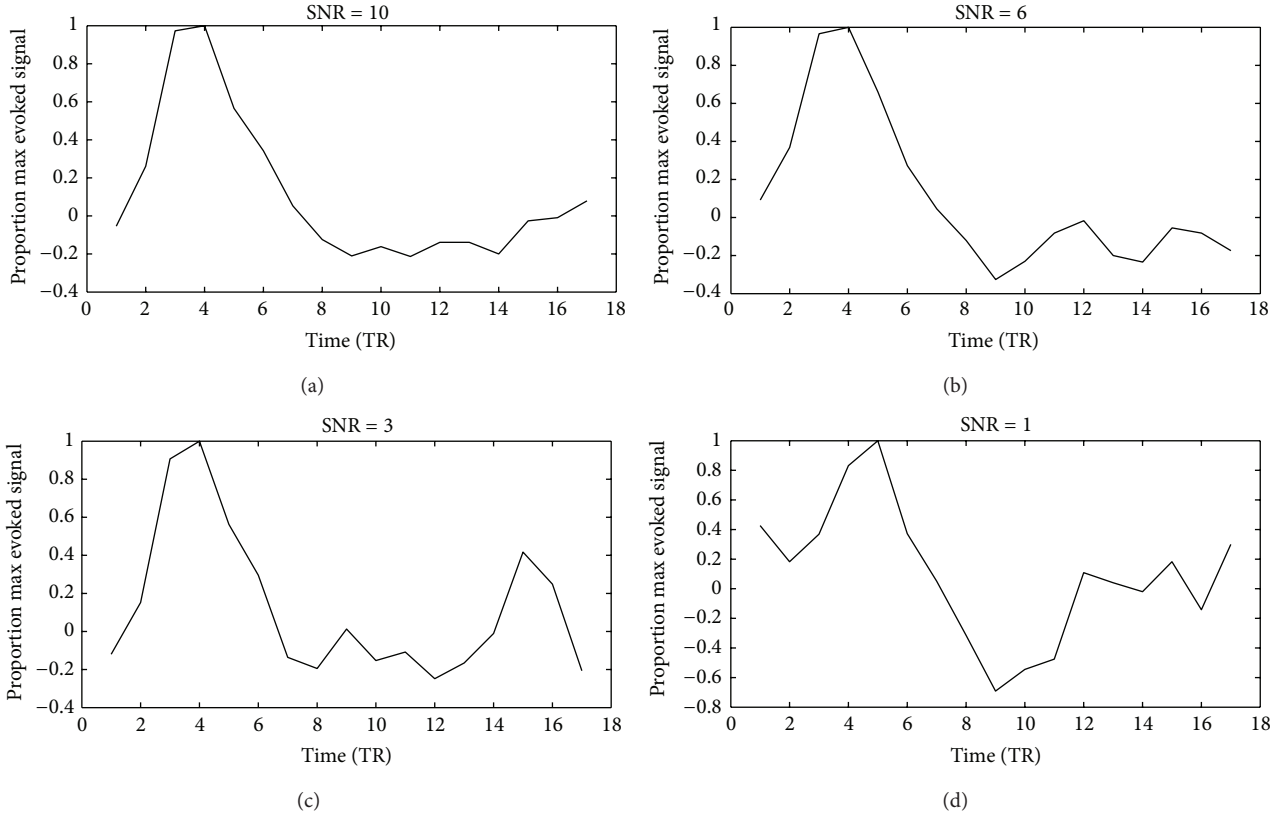 SNR = 10
Proportion max evoked signal
1
0.8
0.6
0.4
0.2
0
−0.2
−0.4
0 2 4 6 8 10 12 14 16 18
Time (TR)
(a)
SNR = 6
Proportion max evoked signal
1
0.8
0.6
0.4
0.2
0
−0.2
−0.4
0 2 4 6 8 10 12 14 16 18
Time (TR)
(b)
SNR = 3
Proportion max evoked signal
1
0.8
0.6
0.4
0.2
0
−0.2
−0.4
0 2 4 6 8 10 12 14 16 18
Time (TR)
(c)
SNR = 1
Proportion max evoked signal
1
0.8
0.6
0.4
0.2
0
−0.2
−0.4
−0.6
−0.8
0 2 4 6 8 10 12 14 16 18
Time (TR)
(d)